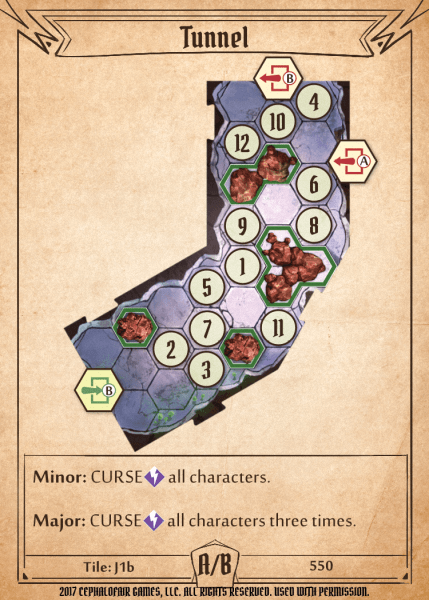 Tunnel
B
4
10
12
A
6
9
8
1
5
7
11
2
3
B
Minor: CURSE all characters.
Major: CURSE all characters three times.
Tile: J1b
A/B
550
2017 CEPHALOFAIR GAMES, LLC. ALL RIGHTS RESERVED. USED WITH PERMISSION.